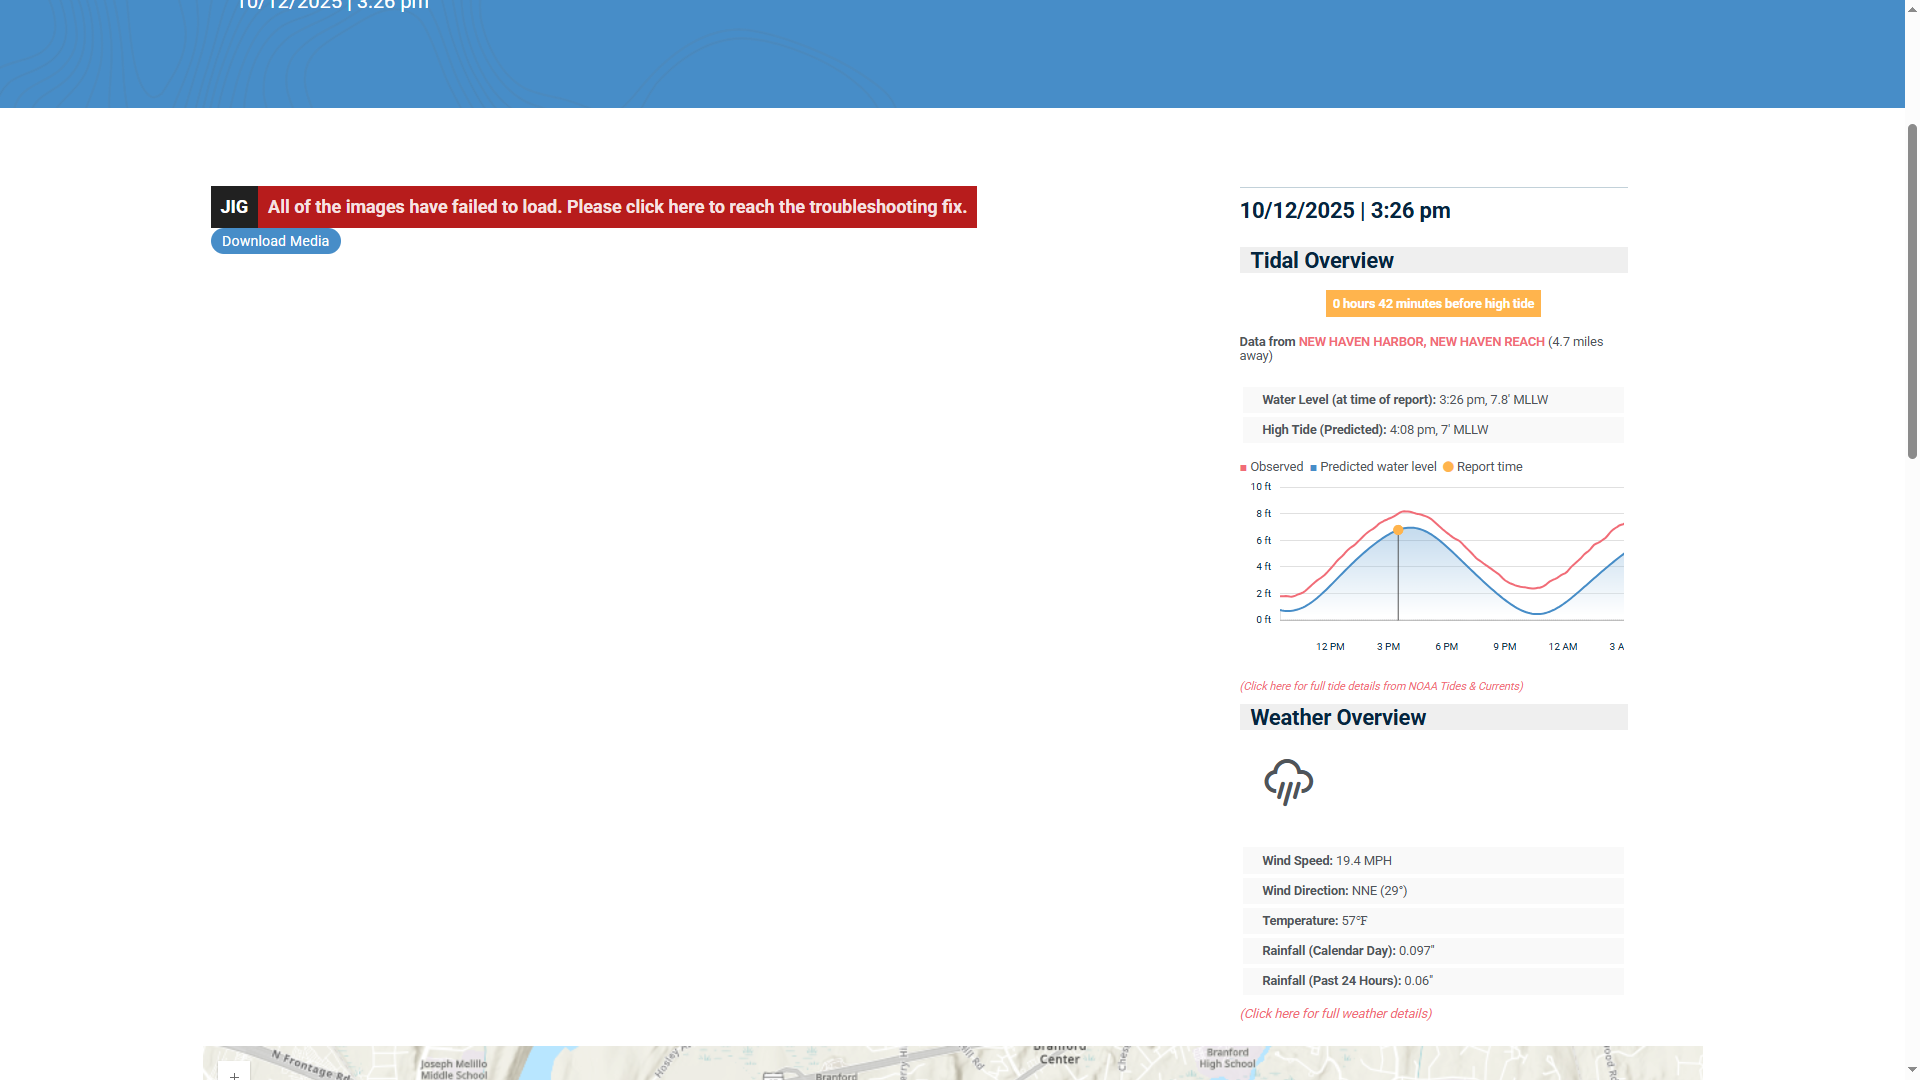 10/12/2025 | 3:26 pm
JIG All of the images have failed to load. Please click here to reach the troubleshooting fix.
Download Media
10/12/2025 | 3:26 pm
Tidal Overview
0 hours 42 minutes before high tide
Data from NEW HAVEN HARBOR, NEW HAVEN REACH (4.7 miles
away)
Water Level (at time of report): 3:26 pm, 7.8' MLLW
High Tide (Predicted): 4:08 pm, 7' MLLW
Observed Predicted water level Report time
10 ft
8 ft
6 ft
4 ft
2 ft
0 ft
12 PM 3 PM 6 PM 9 PM 12 AM 3 A
(Click here for full tide details from NOAA Tides & Currents)
Weather Overview
Wind Speed: 19.4 MPH
Wind Direction: NNE (29°)
Temperature: 57°F
Rainfall (Calendar Day): 0.097"
Rainfall (Past 24 Hours): 0.06"
(Click here for full weather details)
+
N Frontage Rd
Joseph Melillo
Middle School
Hosley A
Branford
Branford
Center
Branford
High School